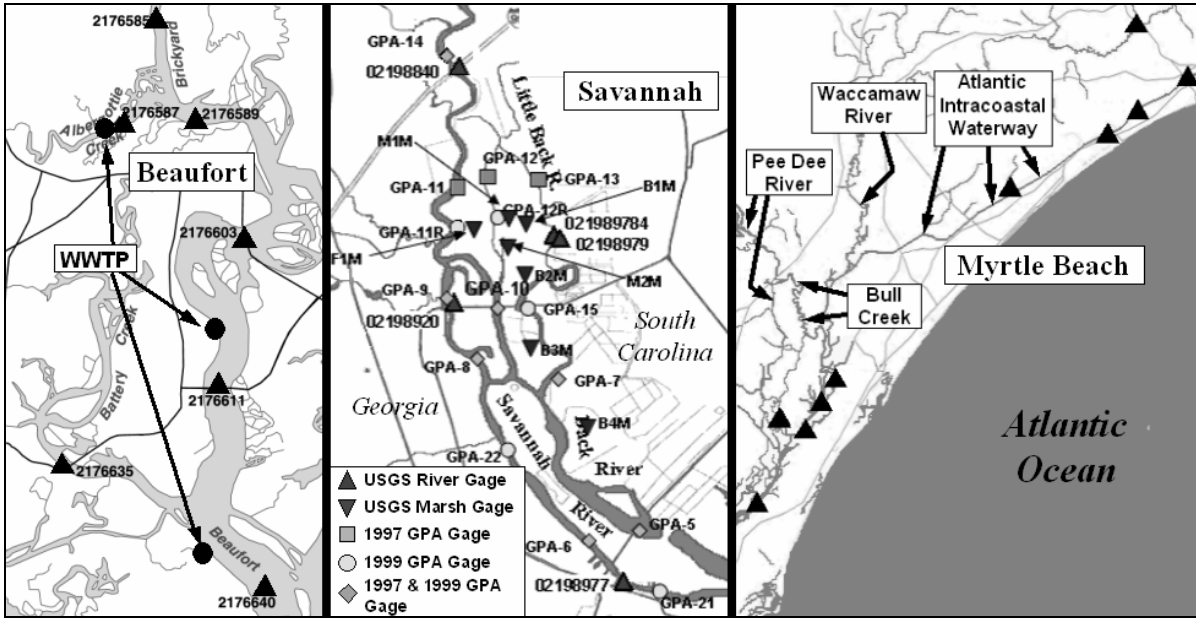 2176585
Brickyard
Albergottie
Creek
2176587
2176589
Beaufort
2176603
WWTP
Creek
Battery
2176611
2176635
Beaufort
2176640
GPA-14
02198840
Little Back R.
Savannah
M1M
GPA-12
GPA-11
GPA-13
B1M
GPA-12R
GPA-11R
021989784
02198979
F1M
B2M
M2M
GPA-9
GPA-10
GPA-15
02198920
South
Carolina
B3M
GPA-8
GPA-7
Georgia
Savannah
Back
B4M
GPA-22
River
River
GPA-5
GPA-6
02198977
GPA-21
USGS River Gage
USGS Marsh Gage
1997 GPA Gage
1999 GPA Gage
1997 & 1999 GPA
Gage
Waccamaw
River
Atlantic
Intracoastal
Waterway
Pee Dee
River
Myrtle Beach
Bull
Creek
Atlantic
Ocean